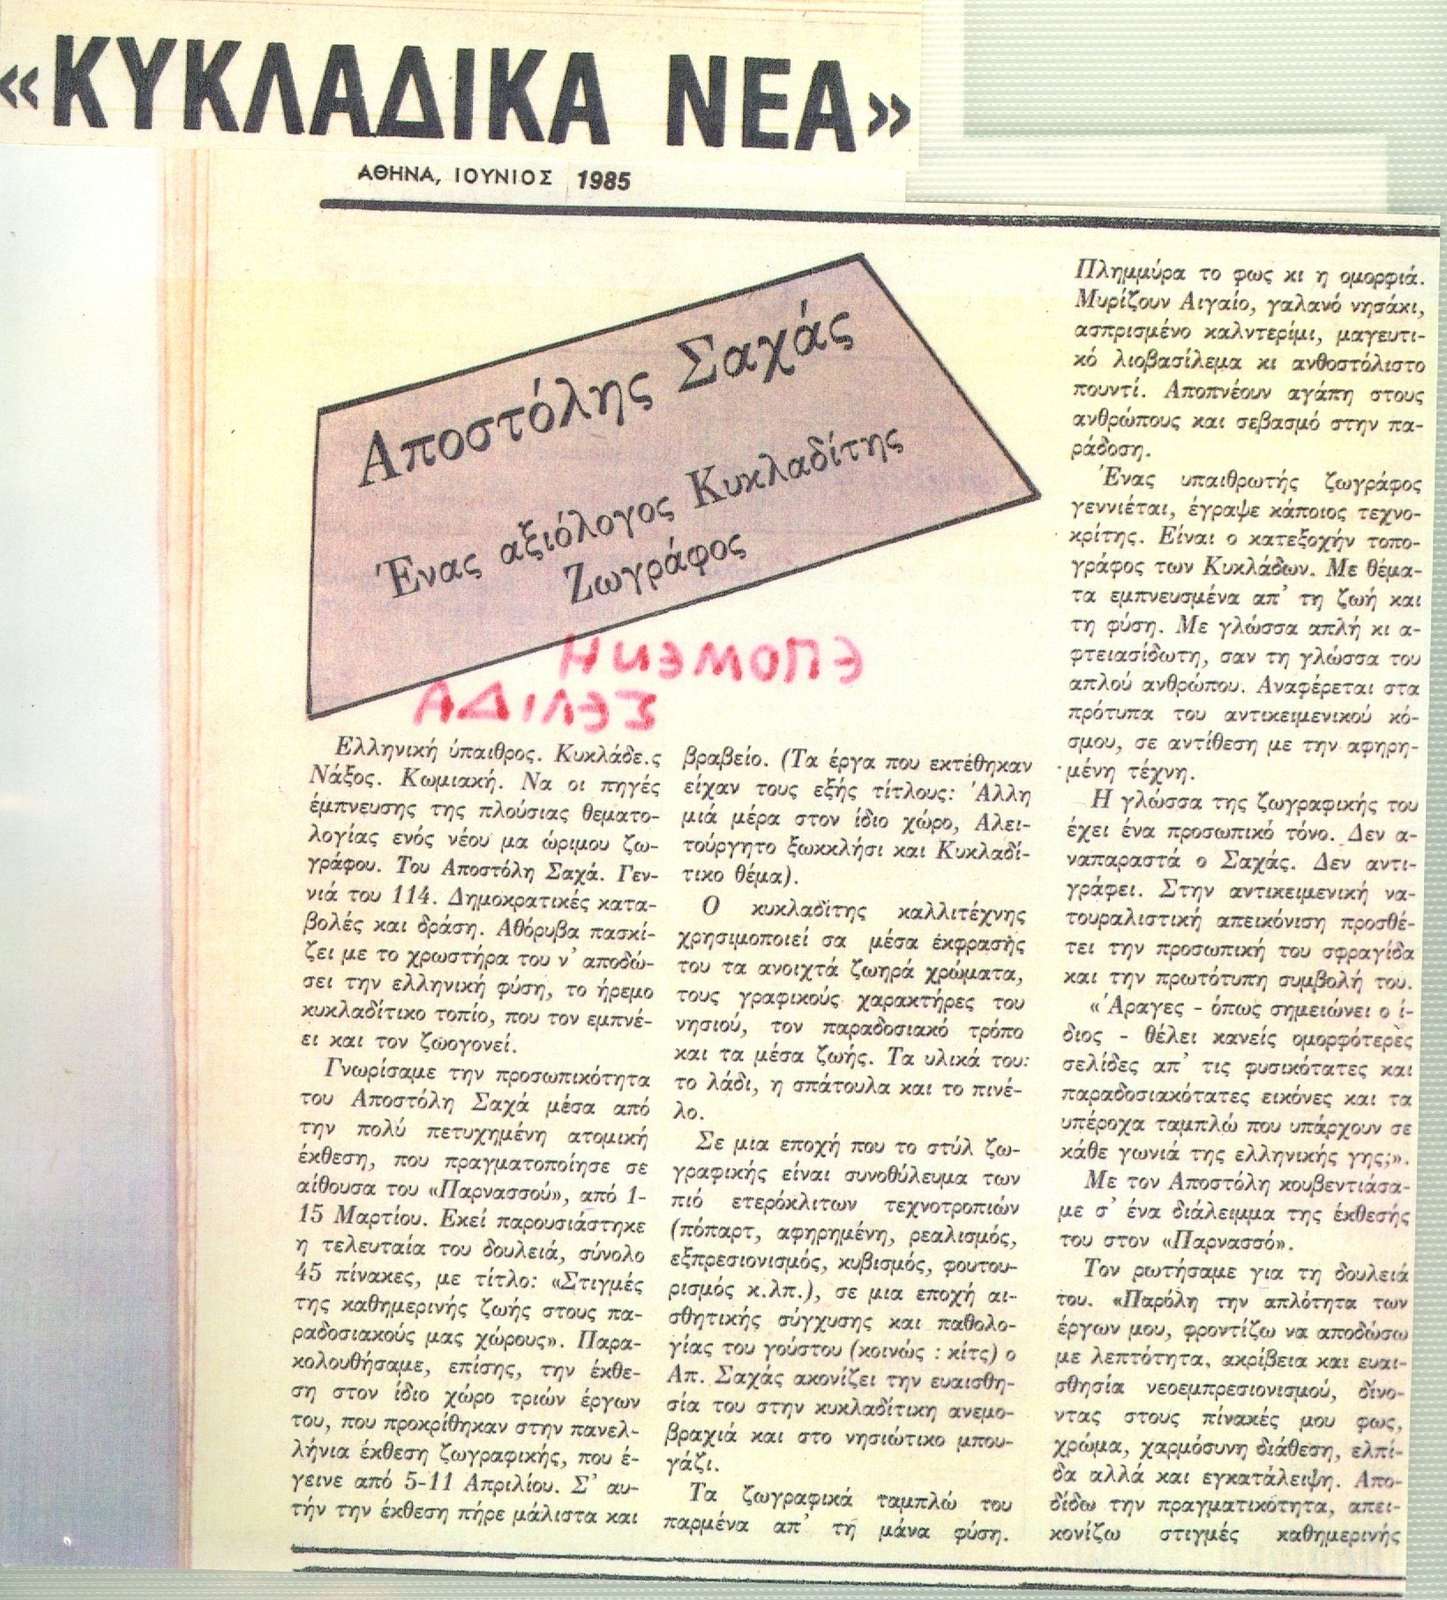 «ΚΥΚΛΑΔΙΚΑ ΝΕΑ»
ΑΘΗΝΑ, ΙΟΥΝΙΟΣ 1985
Αποστόλης Σαχάς
Ένας αξιόλογος Κυκλαδίτης
Ζωγράφος
ΕΠΟΜΕΝΗ
ΣΕΛΙΔΑ
Ελληνική ύπαιθρος. Κυκλάδε.ς
Νάξος. Κωμιακή. Να οι πηγές
έμπνευσης της πλούσιας θεματο-
λογίας ενός νέου μα ώριμου ζω-
γράφου. Του Αποστόλη Σαχά. Γεν-
νιά του 114. Δημοκρατικές κατα-
βολές και δράση. Αθόρυβα πασκί-
ζει με το χρωστήρα του ν' αποδώ-
σει την ελληνική φύση, το ήρεμο
κυκλαδίτικο τοπίο, που τον εμπνέ-
ει και τον ζωογονεί.
Γνωρίσαμε την προσωπικότητα
του Αποστόλη Σαχά μέσα από
την πολύ πετυχημένη ατομική
έκθεση, που πραγματοποίησε σε
αίθουσα του «Παρνασσού», από 1-
15 Μαρτίου. Εκεί παρουσιάστηκε
η τελευταία του δουλειά, σύνολο
45 πίνακες, με τίτλο: «Στιγμές
της καθημερινής ζωής στους πα-
ραδοσιακούς μας χώρους». Παρα-
κολουθήσαμε, επίσης, την έκθε-
ση στον ίδιο χώρο τριών έργων
του, που προκρίθηκαν στην πανελ-
λήνια έκθεση ζωγραφικής, που έ-
γεινε από 5-11 Απριλίου. Σ' αυ-
τήν την έκθεση πήρε μάλιστα και
βραβείο. (Τα έργα που εκτέθηκαν
είχαν τους εξής τίτλους: Άλλη
μιά μέρα στον ίδιο χώρο, Αλει-
τούργητο ξωκκλήσι και Κυκλαδί-
τικο θέμα).
Ο κυκλαδίτης καλλιτέχνης
χρησιμοποιεί σα μέσα έκφρασής
του τα ανοιχτά ζωηρά χρώματα,
τους γραφικούς χαρακτήρες του
νησιού, τον παραδοσιακό τρόπο
και τα μέσα ζωής. Τα υλικά του:
το λάδι, η σπάτουλα και το πινέ-
λο.
Σε μια εποχή που το στύλ ζω-
γραφικής είναι συνοθύλευμα των
πιό ετερόκλιτων τεχνοτροπιών
(πόπαρτ, αφηρημένη, ρεαλισμός,
εξπρεσιονισμός, κυβισμός, φουτου-
ρισμός κ.λπ.), σε μια εποχή αι-
σθητικής σύγχυσης και παθολο-
γίας του γούστου (κοινώς : κίτς) ο
Απ. Σαχάς ακονίζει την ευαισθη-
σία του στην κυκλαδίτικη ανεμο-
βραχιά και στο νησιώτικο μπου-
γάζι.
Τα ζωγραφικά ταμπλώ του
παρμένα απ' τη μάνα φύση.
Πλημμύρα το φως κι η ομορφιά.
Μυρίζουν Αιγαίο, γαλανό νησάκι,
ασπρισμένο καλντερίμι, μαγευτι-
κό λιοβασίλεμα κι ανθοστόλιστο
πουντί. Αποπνέουν αγάπη στους
ανθρώπους και σεβασμό στην πα-
ράδοση.
Ένας υπαιθρωτής ζωγράφος
γεννιέται, έγραψε κάποιος τεχνο-
κρίτης. Είναι ο κατεξοχήν τοπο-
γράφος των Κυκλάδων. Με θέμα-
τα εμπνευσμένα απ' τη ζωή και
τη φύση. Με γλώσσα απλή κι α-
φτειασίδωτη, σαν τη γλώσσα του
απλού ανθρώπου. Αναφέρεται στα
πρότυπα του αντικειμενικού κό-
σμου, σε αντίθεση με την αφηρη-
μένη τέχνη.
Η γλώσσα της ζωγραφικής του
έχει ένα προσωπικό τόνο. Δεν α-
ναπαραστά ο Σαχάς. Δεν αντι-
γράφει. Στην αντικειμενική να-
τουραλιστική απεικόνιση προσθέ-
τει την προσωπική του σφραγίδα
και την πρωτότυπη συμβολή του.
«Άραγες - όπως σημειώνει ο ί-
διος - θέλει κανείς ομορφότερες
σελίδες απ' τις φυσικότατες και
παραδοσιακότατες εικόνες και τα
υπέροχα ταμπλώ που υπάρχουν σε
κάθε γωνιά της ελληνικής γης;».
Με τον Αποστόλη κουβεντιάσα-
με σ' ένα διάλειμμα της έκθεσής
του στον «Παρνασσό».
Τον ρωτήσαμε για τη δουλειά
του. «Παρόλη την απλότητα των
έργων μου, φροντίζω να αποδώσω
με λεπτότητα, ακρίβεια και ευαι-
σθησία νεοεμπρεσιονισμού, δίνο-
ντας στους πίνακές μου φως,
χρώμα, χαρμόσυνη διάθεση, ελπί-
δα αλλά και εγκατάλειψη. Απο-
δίδω την πραγματικότητα, απει-
κονίζω στιγμές καθημερινής